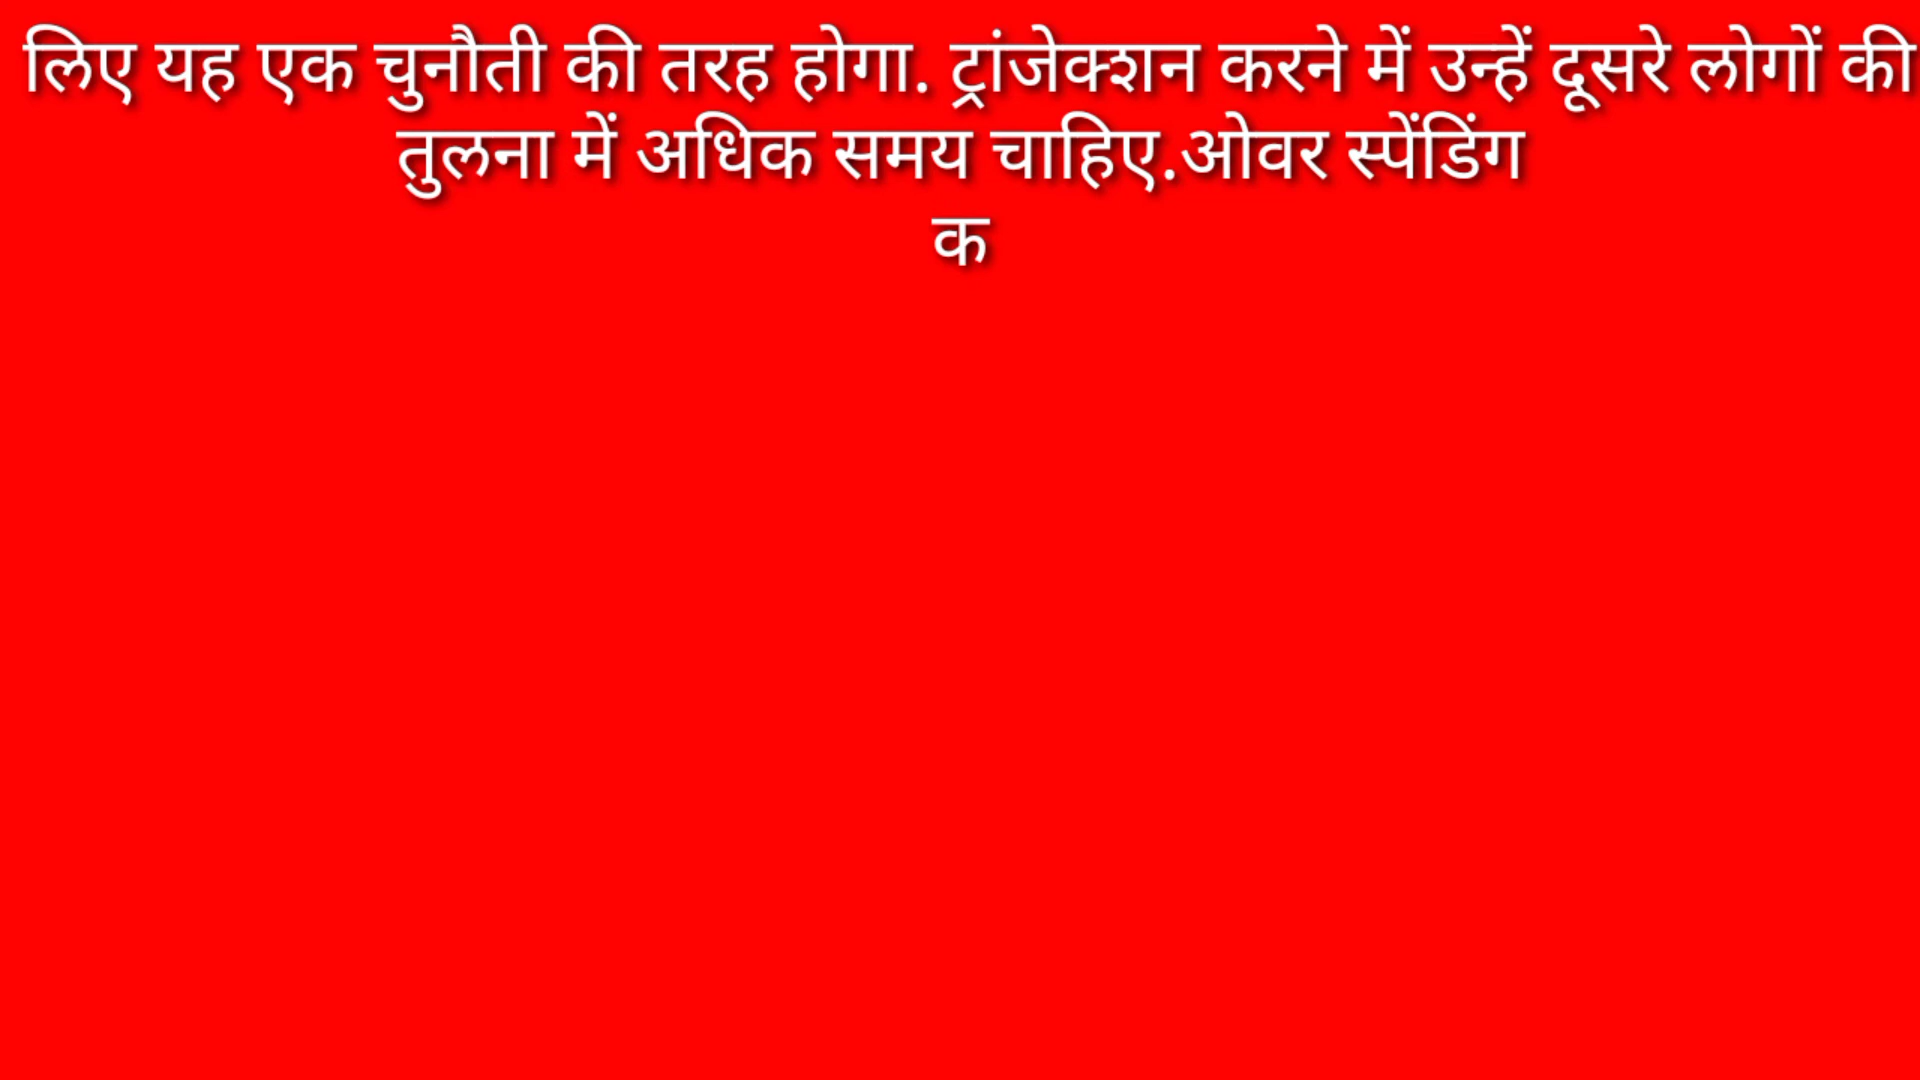 लिए यह एक चुनौती की तरह होगा. ट्रांजेक्शन करने में उन्हें दूसरे लोगों की
तुलना में अधिक समय चाहिए.ओवर स्पेंडिंग
क